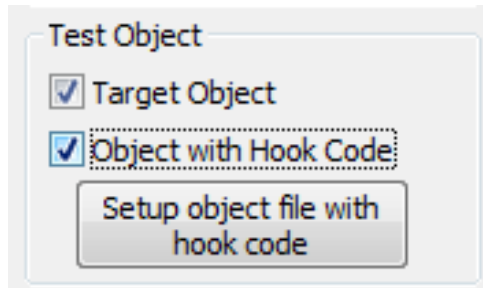 Test Object
Target Object
Object with Hook Code
Setup object file with
hook code